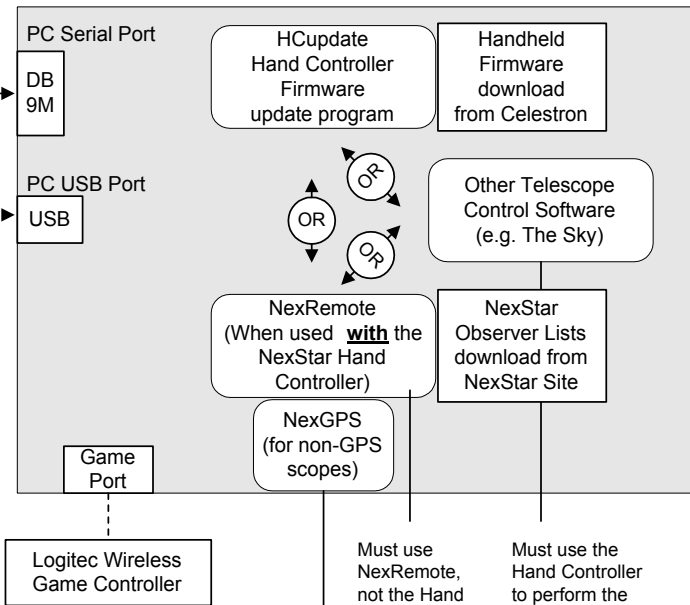 PC Serial Port
DB
9M
HCupdate
Hand Controller
Firmware
update program
Handheld
Firmware
download
from Celestron
PC USB Port
USB
OR
OR
OR
Other Telescope
Control Software
(e.g. The Sky)
NexRemote
(When used with the
NexStar Hand
Controller)
NexStar
Observer Lists
download from
NexStar Site
NexGPS
(for non-GPS
scopes)
Game
Port
Logitec Wireless
Game Controller
Must use
NexRemote,
not the Hand
Must use the
Hand Controller
to perform the